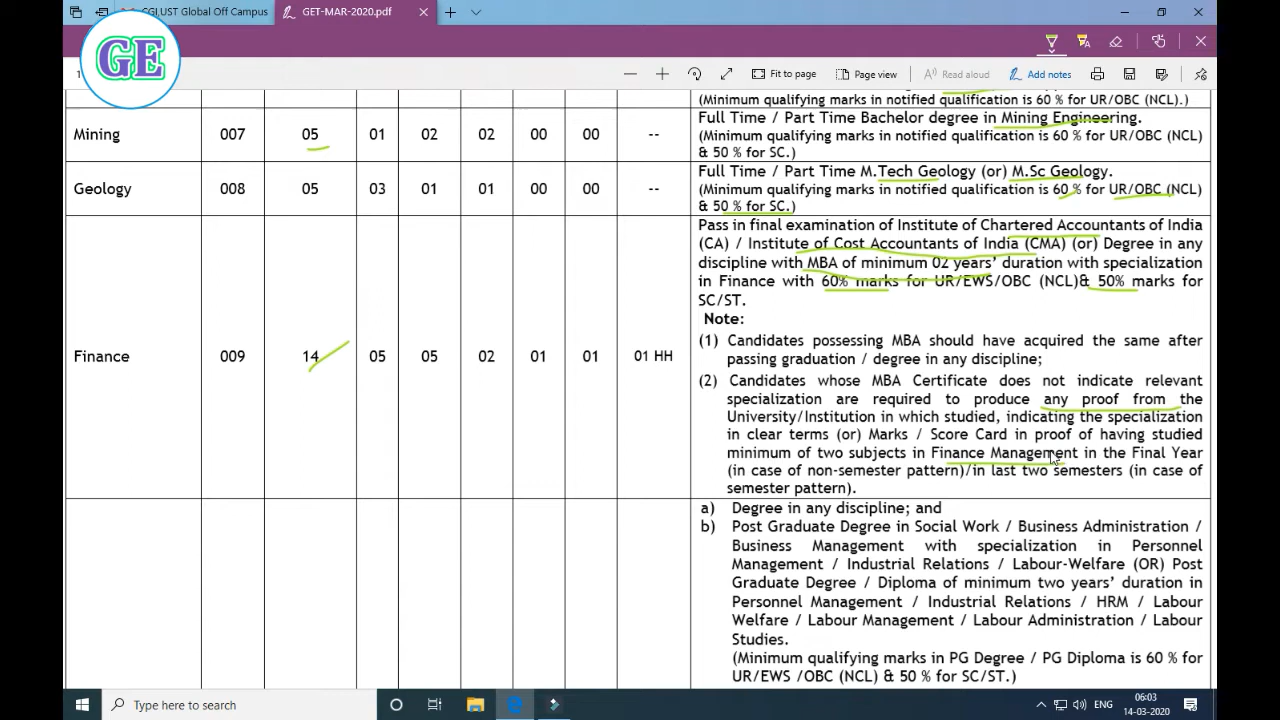 CGI,UST Global Off Campus
GET-MAR-2020.pdf
GE
1
Fit to page
Page view
Read aloud
Add notes
(Minimum qualifying marks in notified qualification is 60 % for UR/OBC (NCL).)
Mining 007 05 01 02 02 00 00 --
Full Time / Part Time Bachelor degree in Mining Engineering.
(Minimum qualifying marks in notified qualification is 60 % for UR/OBC (NCL)
& 50 % for SC.)
Geology 008 05 03 01 01 00 00 --
Full Time / Part Time M.Tech Geology (or) M.Sc Geology.
(Minimum qualifying marks in notified qualification is 60 % for UR/OBC (NCL)
& 50 % for SC.)
Finance 009 14 05 05 02 01 01 01 HH
Pass in final examination of Institute of Chartered Accountants of India
(CA) / Institute of Cost Accountants of India (CMA) (or) Degree in any
discipline with MBA of minimum 02 years’ duration with specialization
in Finance with 60% marks for UR/EWS/OBC (NCL)& 50% marks for
SC/ST.
Note:
(1) Candidates possessing MBA should have acquired the same after
passing graduation / degree in any discipline;
(2) Candidates whose MBA Certificate does not indicate relevant
specialization are required to produce any proof from the
University/Institution in which studied, indicating the specialization
in clear terms (or) Marks / Score Card in proof of having studied
minimum of two subjects in Finance Management in the Final Year
(in case of non-semester pattern)/in last two semesters (in case of
semester pattern).
a) Degree in any discipline; and
b) Post Graduate Degree in Social Work / Business Administration /
Business Management with specialization in Personnel
Management / Industrial Relations / Labour-Welfare (OR) Post
Graduate Degree / Diploma of minimum two years’ duration in
Personnel Management / Industrial Relations / HRM / Labour
Welfare / Labour Management / Labour Administration / Labour
Studies.
(Minimum qualifying marks in PG Degree / PG Diploma is 60 % for
UR/EWS /OBC (NCL) & 50 % for SC/ST.)
Type here to search
ENG
06:03
14-03-2020